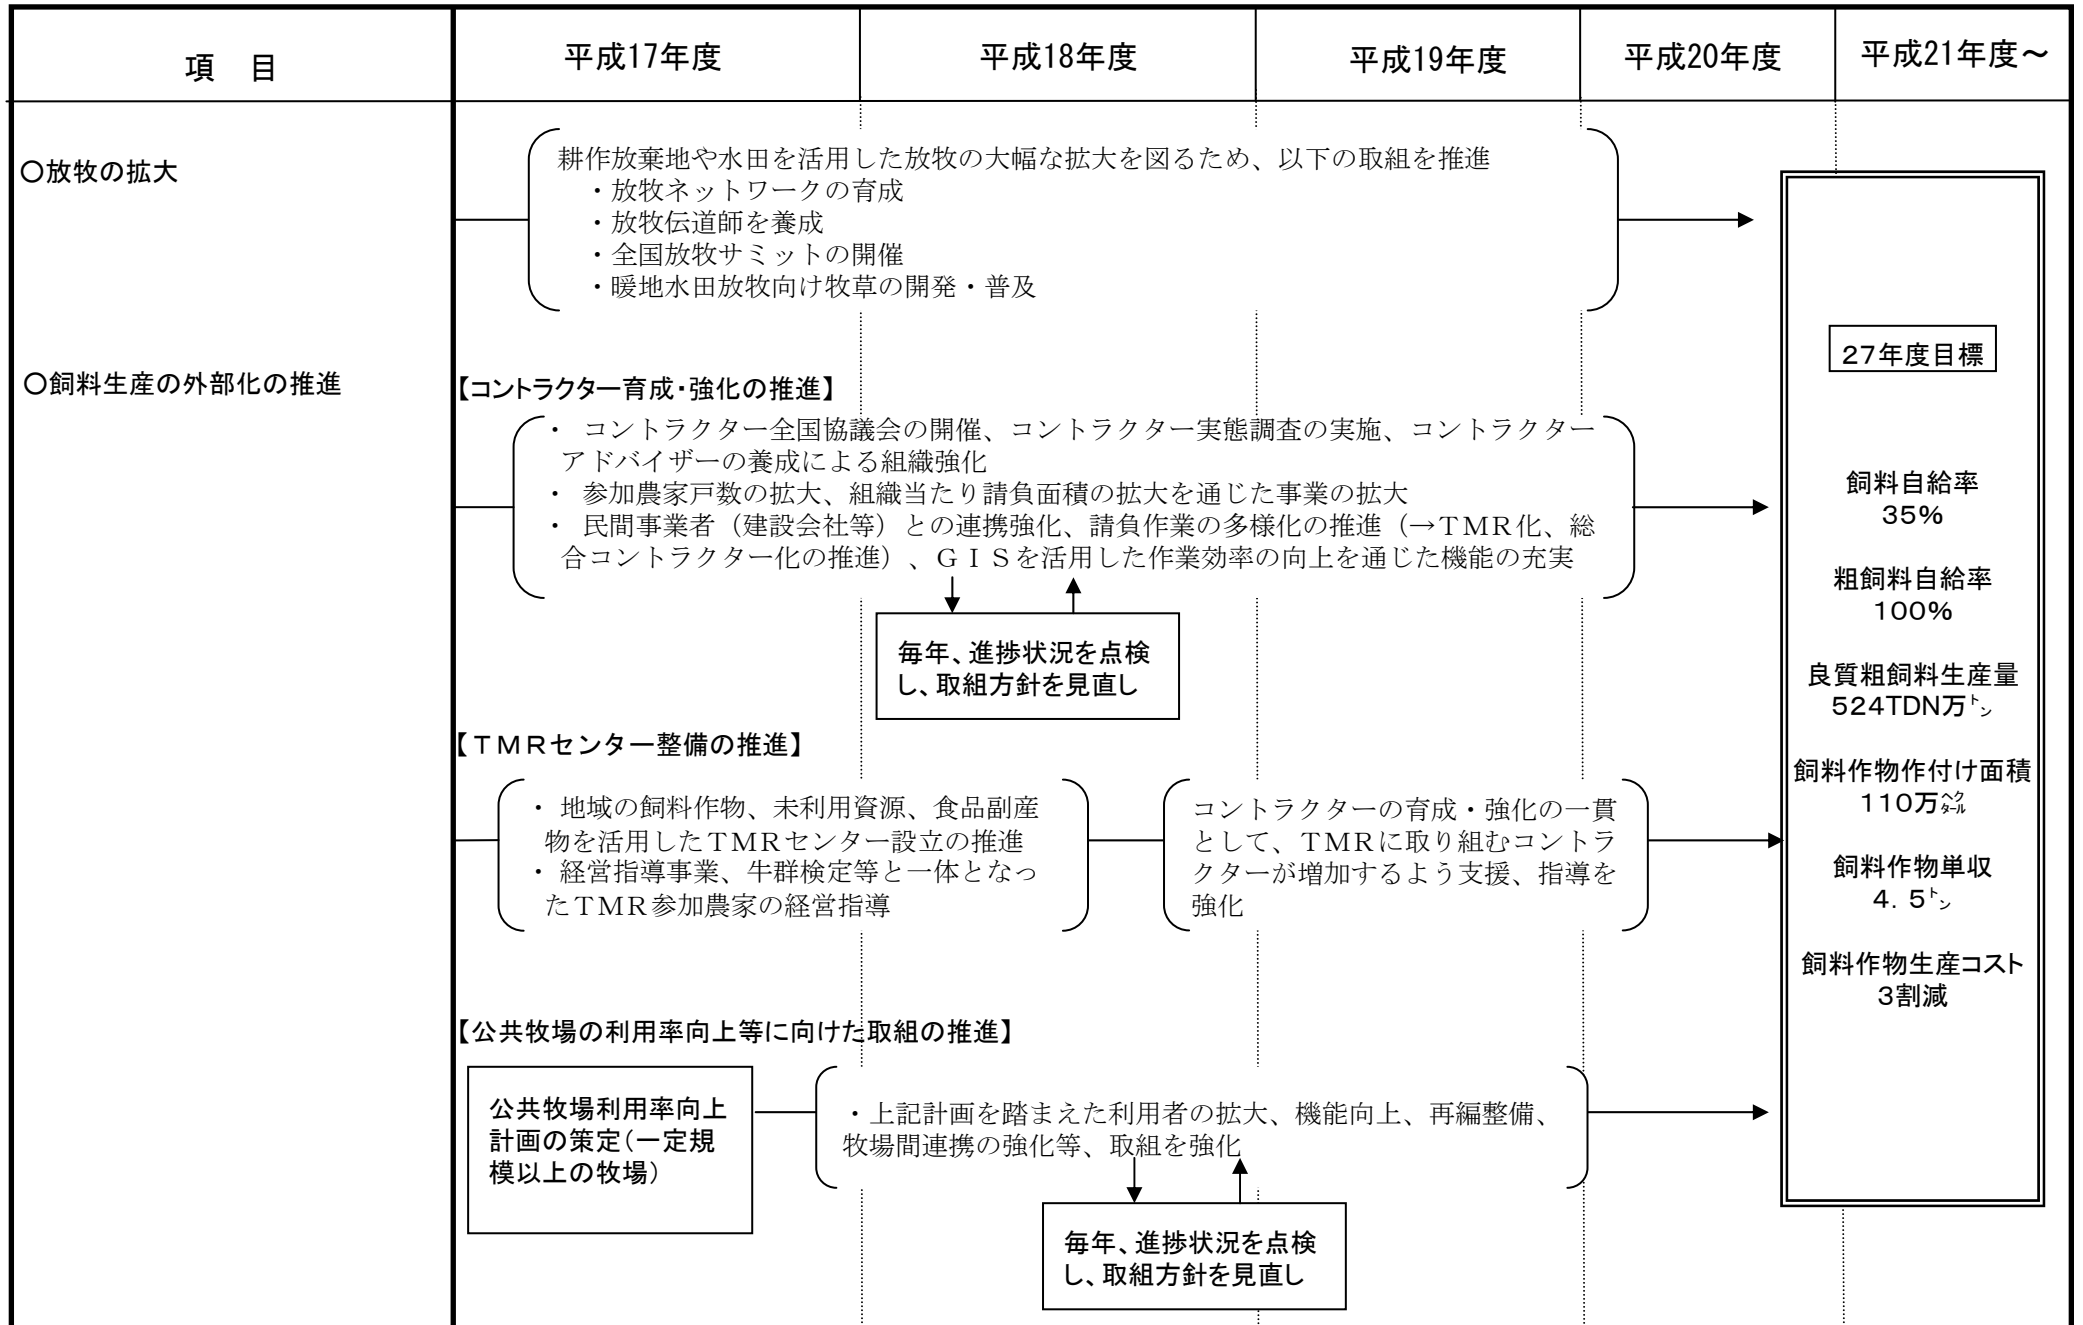 項　目
平成17年度
平成18年度
平成19年度
平成20年度
平成21年度～
○放牧の拡大
耕作放棄地や水田を活用した放牧の大幅な拡大を図るため、以下の取組を推進
・放牧ネットワークの育成
・放牧伝道師を養成
・全国放牧サミットの開催
・暖地水田放牧向け牧草の開発・普及
○飼料生産の外部化の推進
【コントラクター育成・強化の推進】
・ コントラクター全国協議会の開催、コントラクター実態調査の実施、コントラクター
アドバイザーの養成による組織強化
・ 参加農家戸数の拡大、組織当たり請負面積の拡大を通じた事業の拡大
・ 民間事業者（建設会社等）との連携強化、請負作業の多様化の推進（→ＴＭＲ化、総
合コントラクター化の推進）、ＧＩＳを活用した作業効率の向上を通じた機能の充実
毎年、進捗状況を点検
し、取組方針を見直し
【ＴＭＲセンター整備の推進】
・ 地域の飼料作物、未利用資源、食品副産
物を活用したＴＭＲセンター設立の推進
・ 経営指導事業、牛群検定等と一体となっ
たＴＭＲ参加農家の経営指導
コントラクターの育成・強化の一貫
として、ＴＭＲに取り組むコントラ
クターが増加するよう支援、指導を
強化
【公共牧場の利用率向上等に向けた取組の推進】
公共牧場利用率向上
計画の策定（一定規
模以上の牧場）
・上記計画を踏まえた利用者の拡大、機能向上、再編整備、
牧場間連携の強化等、取組を強化
毎年、進捗状況を点検
し、取組方針を見直し
27年度目標
飼料自給率
35%
粗飼料自給率
100%
良質粗飼料生産量
524TDN万㌧
飼料作物作付け面積
110万㌶
飼料作物単収
4．5㌧
飼料作物生産コスト
3割減